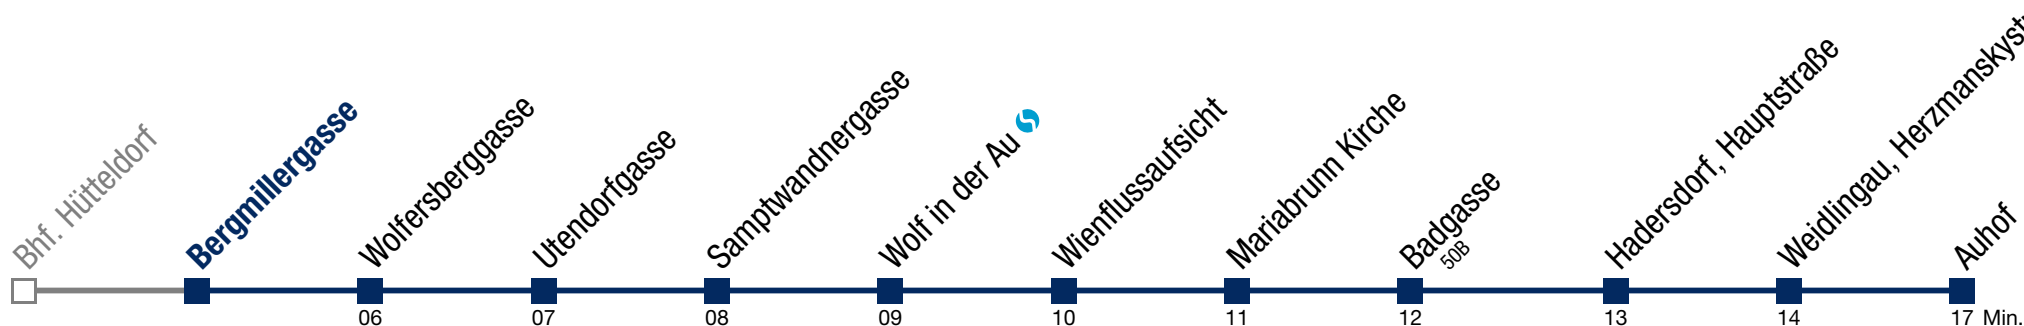 Bhf. Hütteldorf
Bergmillergasse
Wolfersberggasse
Utendorfgasse
Samptwandnergasse
Wolf in der Au
Wienflussaufsicht
Mariabrunn Kirche
Badgasse
50B
Hadersdorf, Hauptstraße
Weidlingau, Herzmanskystr
Auhof
06 07 08 09 10 11 12 13 14 17 Min.